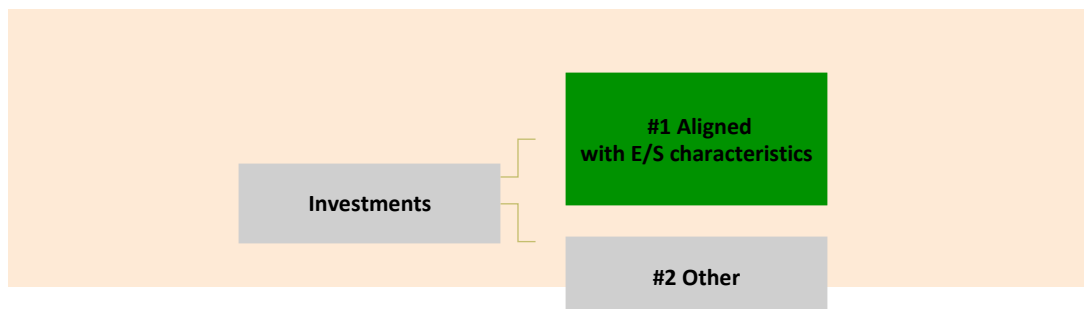 #1 Aligned
with E/S characteristics
Investments
#2 Other